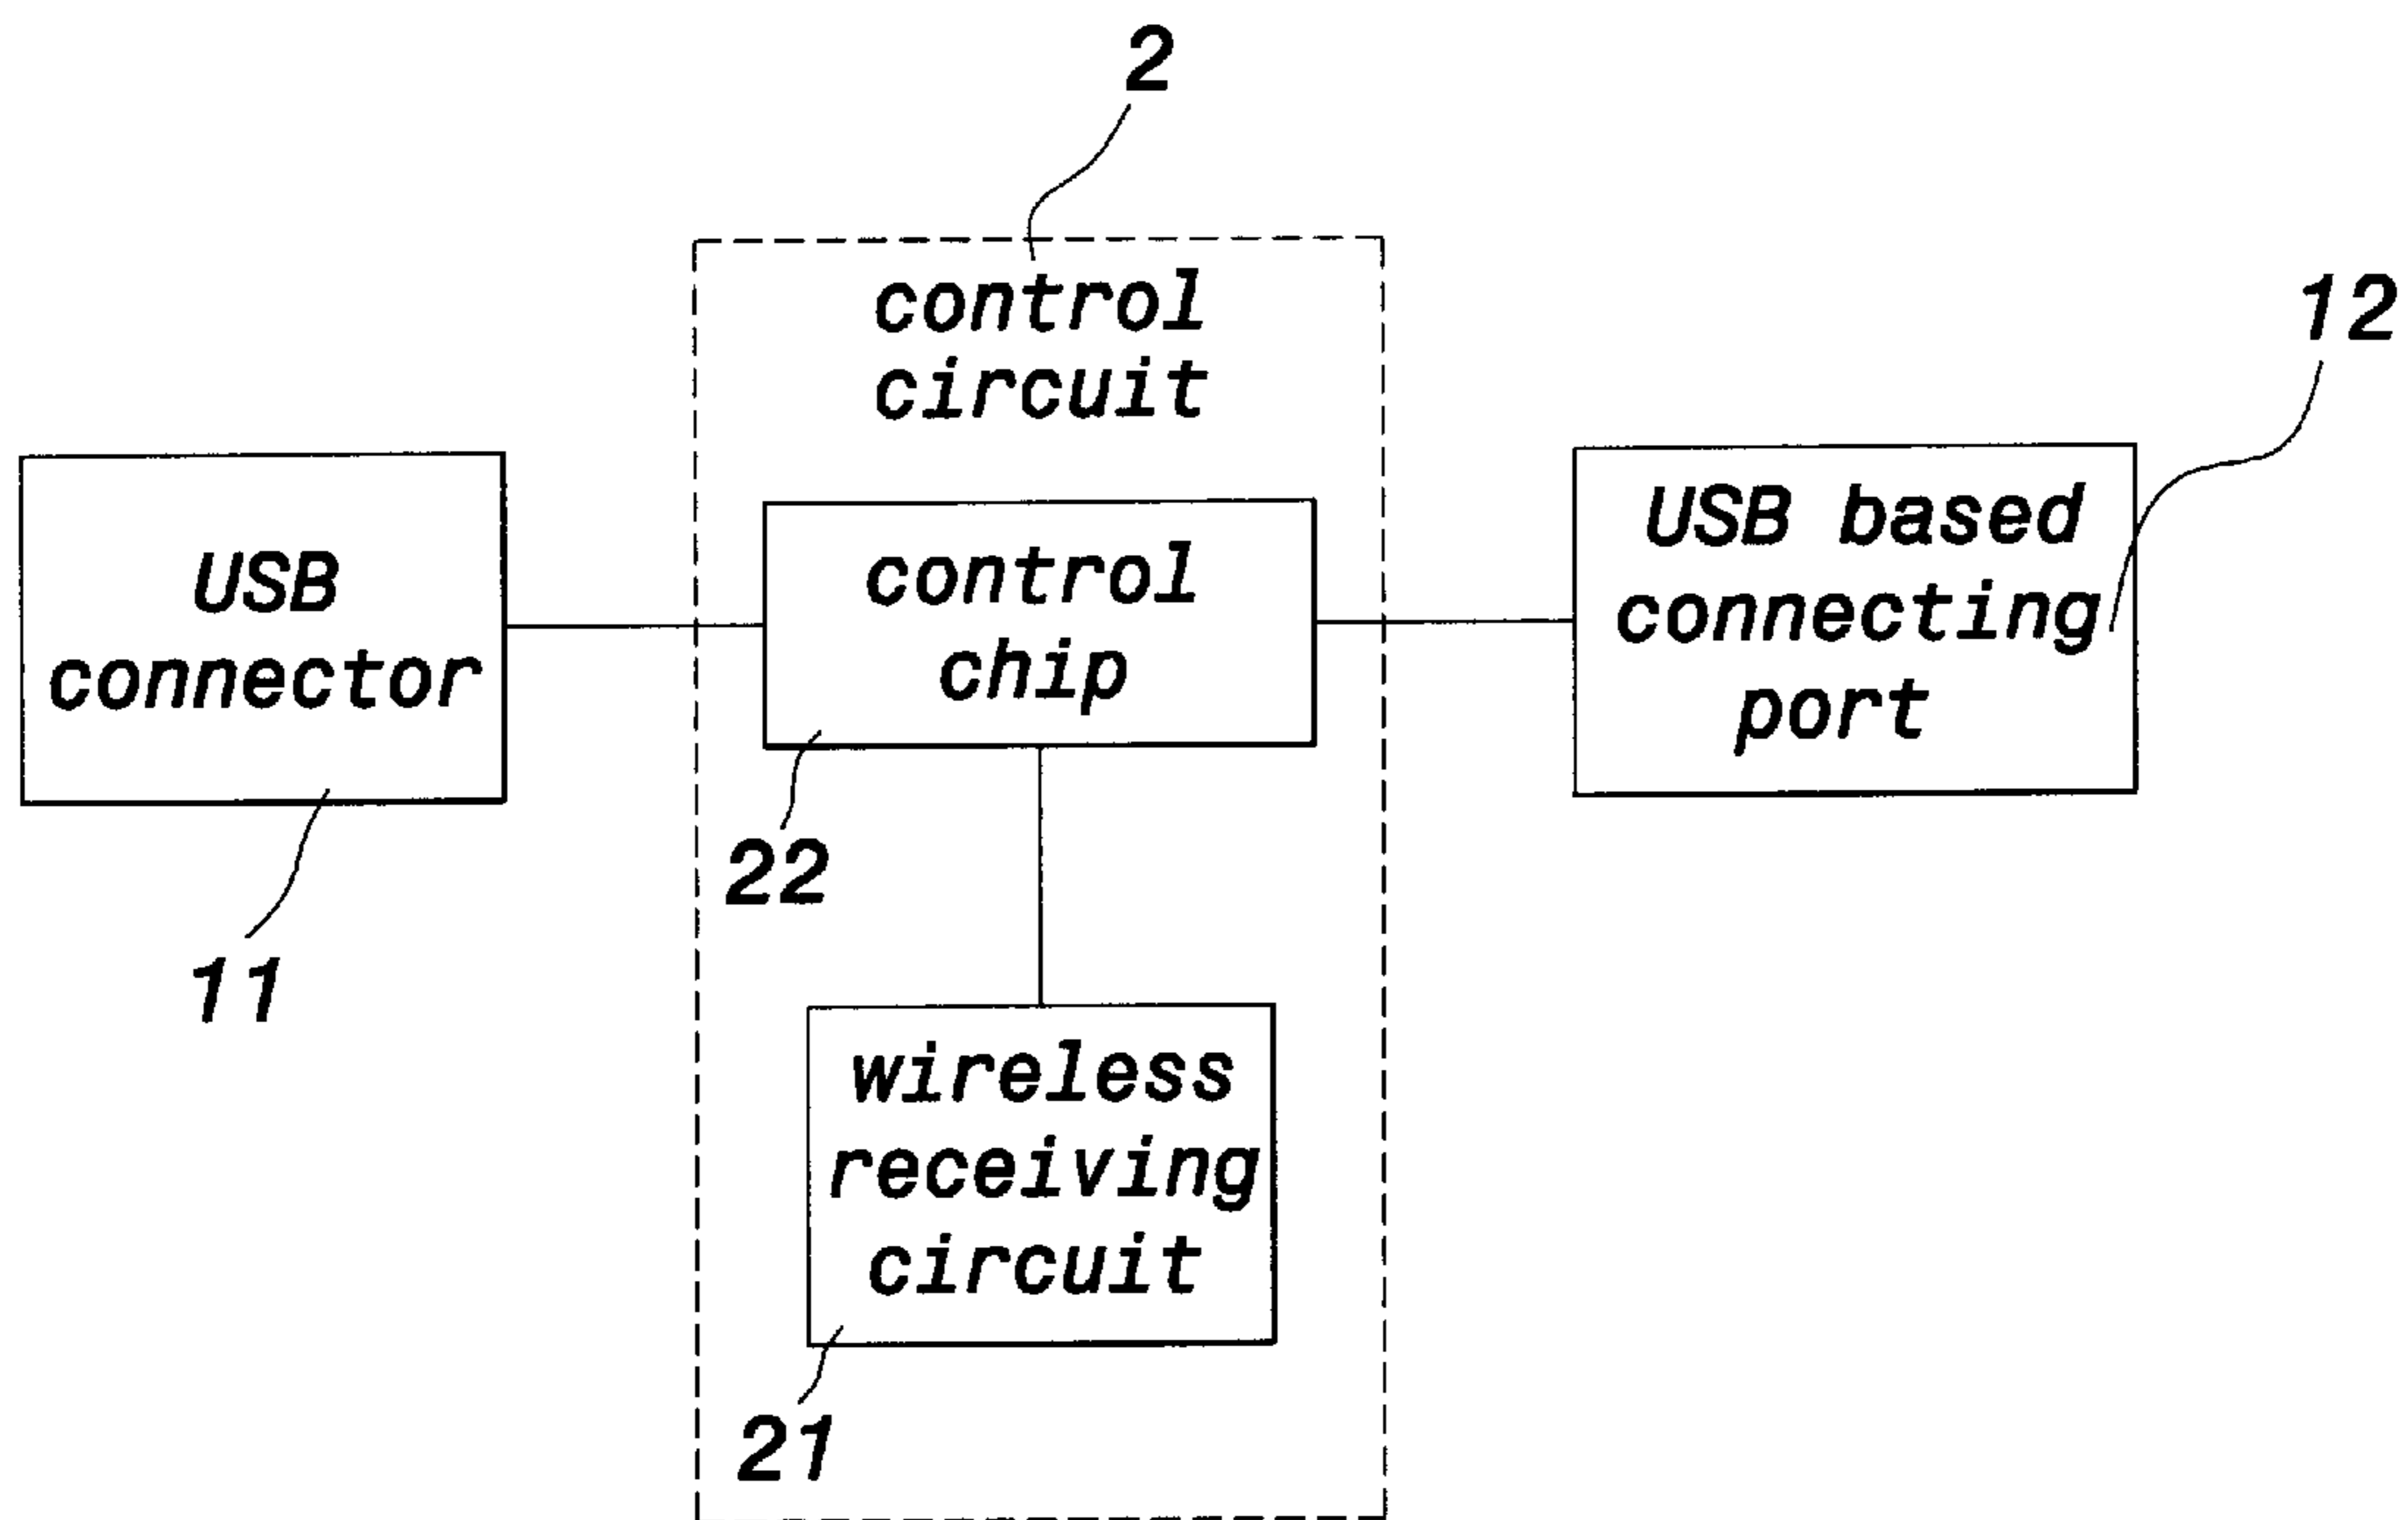 2
control
circuit
12
USB
connector
control
chip
USB based
connecting
port
22
11
wireless
receiving
circuit
21